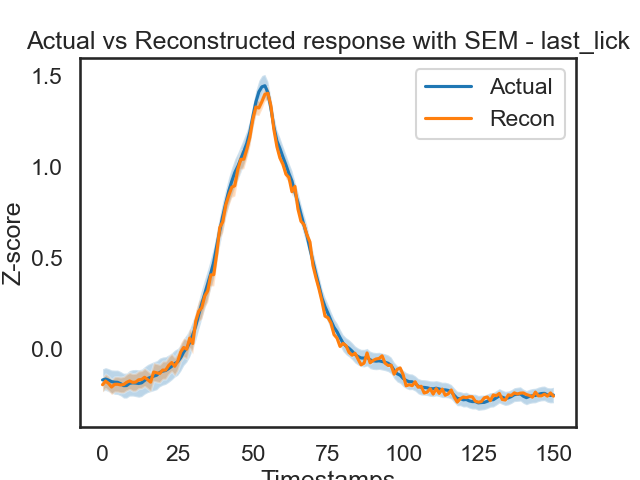 Actual vs Reconstructed response with SEM - last_lick
1.5
1.0
0.5
0.0
Z-score
Actual
Recon
0 25 50 75 100 125 150
Timestamps